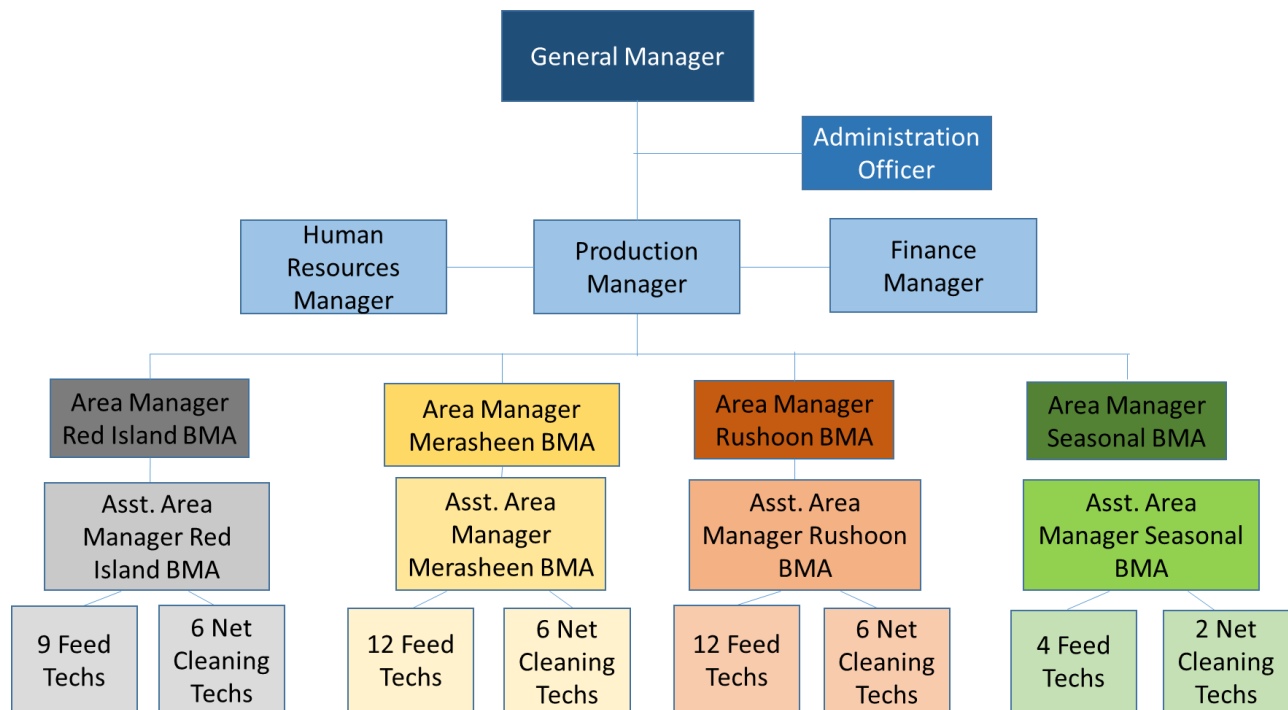 General Manager
Administration
Officer
Human
Resources
Manager
Production
Manager
Finance
Manager
Area Manager
Red Island BMA
Area Manager
Merasheen BMA
Area Manager
Rushoon BMA
Area Manager
Seasonal BMA
Asst. Area
Manager Red
Island BMA
Asst. Area
Manager
Merasheen BMA
Asst. Area
Manager Rushoon
BMA
Asst. Area
Manager Seasonal
BMA
9 Feed
Techs
6 Net
Cleaning
Techs
12 Feed
Techs
6 Net
Cleaning
Techs
12 Feed
Techs
6 Net
Cleaning
Techs
4 Feed
Techs
2 Net
Cleaning
Techs